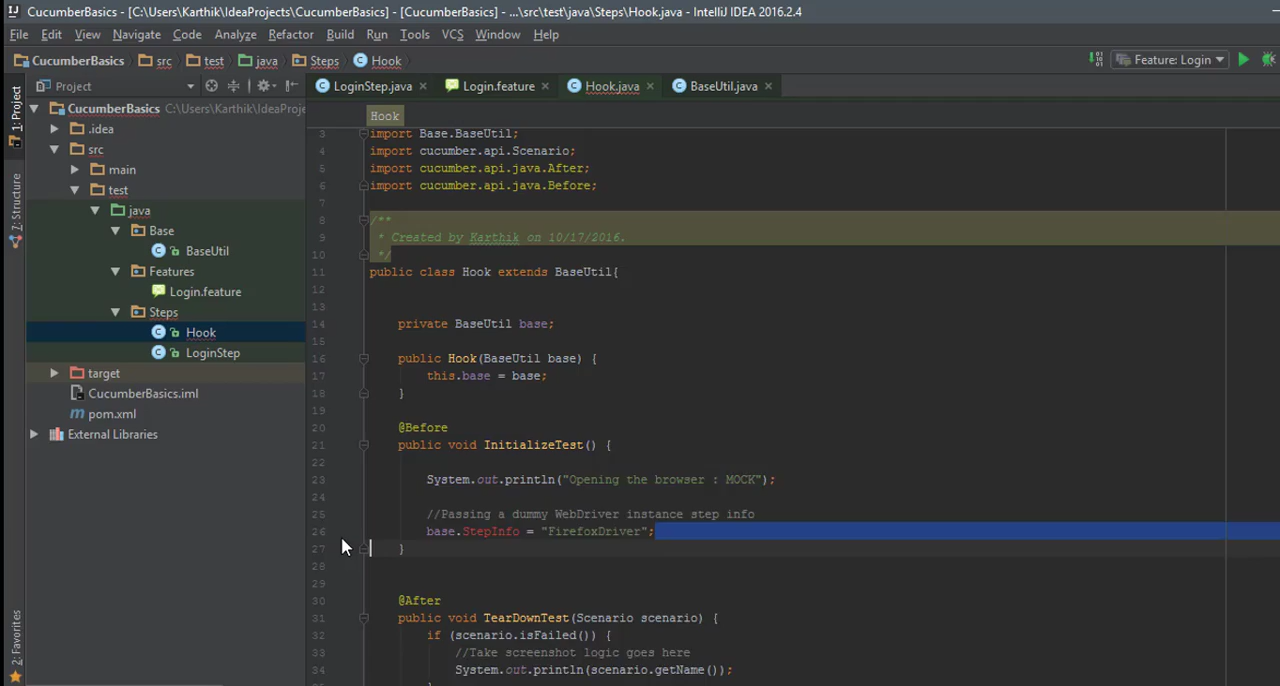 CucumberBasics - [C:\Users\Karthik\IdeaProjects\CucumberBasics] - [CucumberBasics] - ...\src\test\java\Steps\Hook.java - IntelliJ IDEA 2016.2.4
File Edit View Navigate Code Analyze Refactor Build Run Tools VCS Window Help
CucumberBasics src test java Steps Hook Feature: Login
Project LoginStep.java Login.feature Hook.java BaseUtil.java
1: Project
7: Structure
2: Favorites
CucumberBasics C:\Users\Karthik\IdeaProje
.idea
src
main
test
java
Base
BaseUtil
Features
Login.feature
Steps
Hook
LoginStep
target
CucumberBasics.iml
pom.xml
External Libraries
Hook
3 import Base.BaseUtil;
4 import cucumber.api.Scenario;
5 import cucumber.api.java.After;
6 import cucumber.api.java.Before;
7
8 /**
9 * Created by Karthik on 10/17/2016.
10 */
11 public class Hook extends BaseUtil{
12
13
14 private BaseUtil base;
15
16 public Hook(BaseUtil base) {
17 this.base = base;
18 }
19
20 @Before
21 public void InitializeTest() {
22
23 System.out.println("Opening the browser : MOCK");
24
25 //Passing a dummy WebDriver instance step info
26 base.StepInfo = "FirefoxDriver";
27 }
28
29
30 @After
31 public void TearDownTest(Scenario scenario) {
32 if (scenario.isFailed()) {
33 //Take screenshot logic goes here
34 System.out.println(scenario.getName());